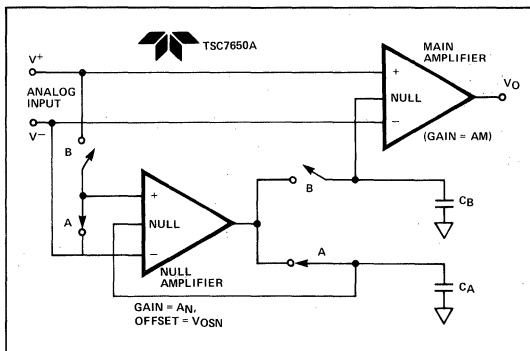 TSC7650A
MAIN
AMPLIFIER
V+
ANALOG
INPUT
V−
+
NULL
−
VO
(GAIN = AM)
B
A
+
NULL
−
NULL
AMPLIFIER
GAIN = AN,
OFFSET = VOSN
B
A
CB
CA